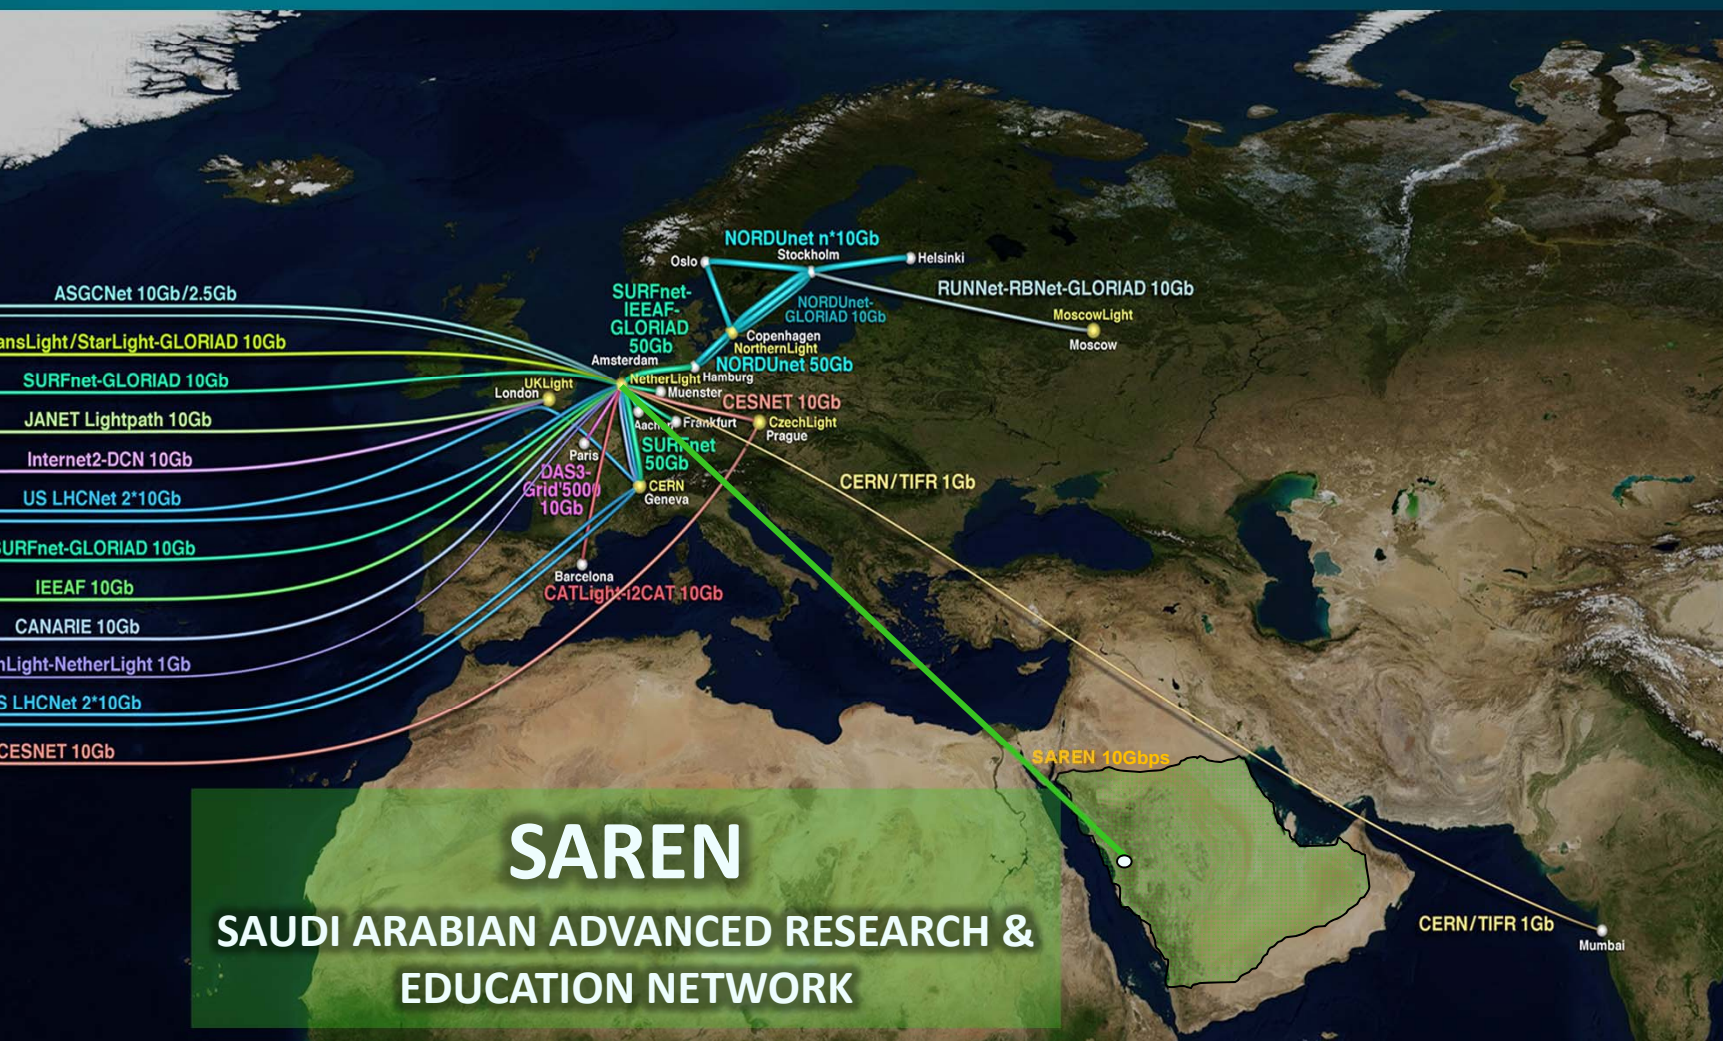 NORDUnet n*10Gb
Stockholm
Oslo
Helsinki
ASGCNet 10Gb/2.5Gb
SURFnet-
IEEAF-
GLORIAD
50Gb
NORDUnet-
GLORIAD 10Gb
RUNNet-RBNet-GLORIAD 10Gb
MoscowLight
Moscow
ansLight/StarLight-GLORIAD 10Gb
Copenhagen
NorthernLight
Amsterdam
NORDUnet 50Gb
SURFnet-GLORIAD 10Gb
UKLight
London
NetherLight
Hamburg
Muenster
CESNET 10Gb
JANET Lightpath 10Gb
Aachen
Frankfurt
CzechLight
Prague
Internet2-DCN 10Gb
Paris
SURFnet
50Gb
DAS3-
Grid'5000
10Gb
CERN
Geneva
CERN/TIFR 1Gb
US LHCNet 2*10Gb
SURFnet-GLORIAD 10Gb
IEEAF 10Gb
Barcelona
CATLight-i2CAT 10Gb
CANARIE 10Gb
nLight-NetherLight 1Gb
S LHCNet 2*10Gb
CESNET 10Gb
SAREN 10Gbps
SAREN
SAUDI ARABIAN ADVANCED RESEARCH &
EDUCATION NETWORK
CERN/TIFR 1Gb
Mumbai